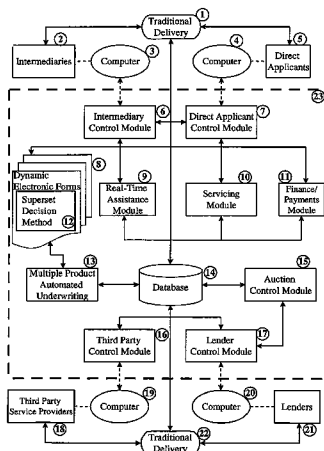 Traditional
Delivery
1
2
3
4
5
Intermediaries
Computer
Computer
Direct
Applicants
23
Intermediary
Control Module
6
Direct Applicant
Control Module
7
8
Dynamic
Electronic Forms
Superset
Decision
Method
12
9
Real-Time
Assistance
Module
10
Servicing
Module
11
Finance/
Payments
Module
13
Multiple Product
Automated
Underwriting
14
Database
15
Auction
Control Module
16
Third Party
Control Module
17
Lender
Control Module
Third Party
Service Providers
18
Computer
19
Computer
20
Lenders
21
Traditional
Delivery
22